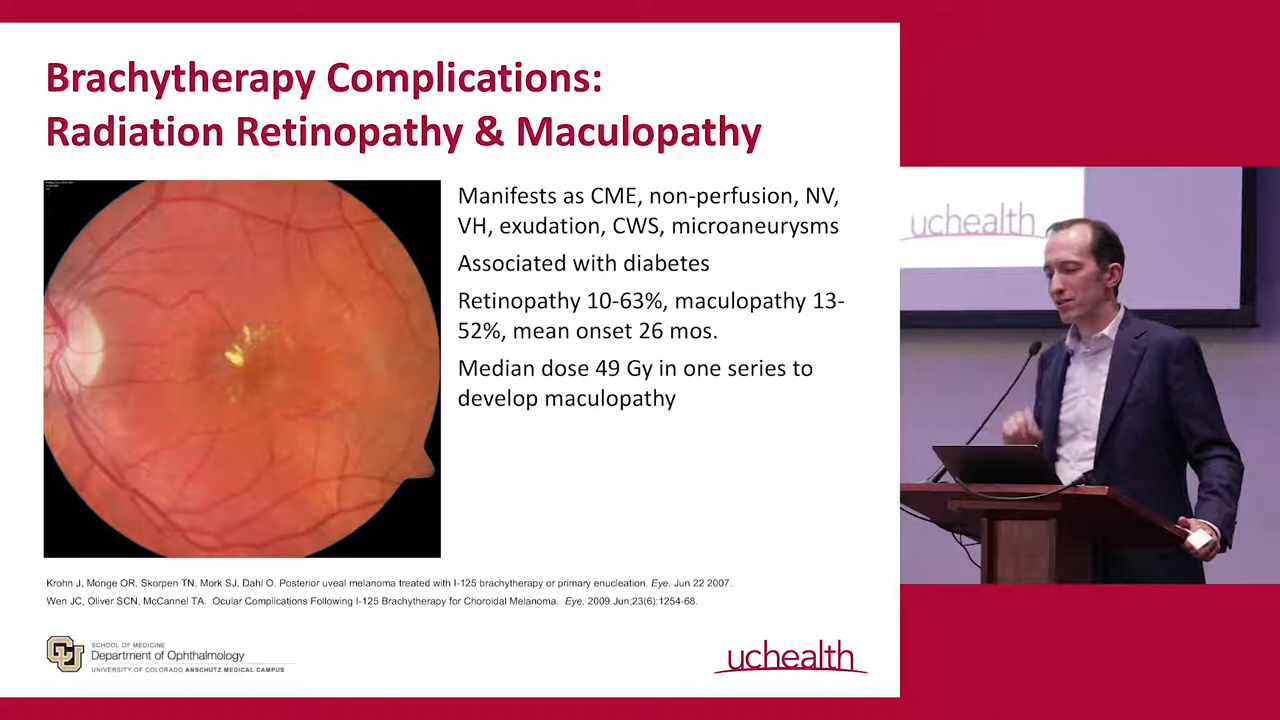 Brachytherapy Complications:
Radiation Retinopathy & Maculopathy
Manifests as CME, non-perfusion, NV,
VH, exudation, CWS, microaneurysms
Associated with diabetes
Retinopathy 10-63%, maculopathy 13-
52%, mean onset 26 mos.
Median dose 49 Gy in one series to
develop maculopathy
uchealth
Krohn J, Monge OR, Skorpen TN, Mork SJ, Dahl O. Posterior uveal melanoma treated with I-125 brachytherapy or primary enucleation. Eye. Jun 22 2007.
Wen JC, Oliver SCN, McCannel TA. Ocular Complications Following I-125 Brachytherapy for Choroidal Melanoma. Eye, 2009 Jun;23(6):1254-68.
CU
SCHOOL OF MEDICINE
Department of Ophthalmology
UNIVERSITY OF COLORADO ANSCHUTZ MEDICAL CAMPUS
uchealth